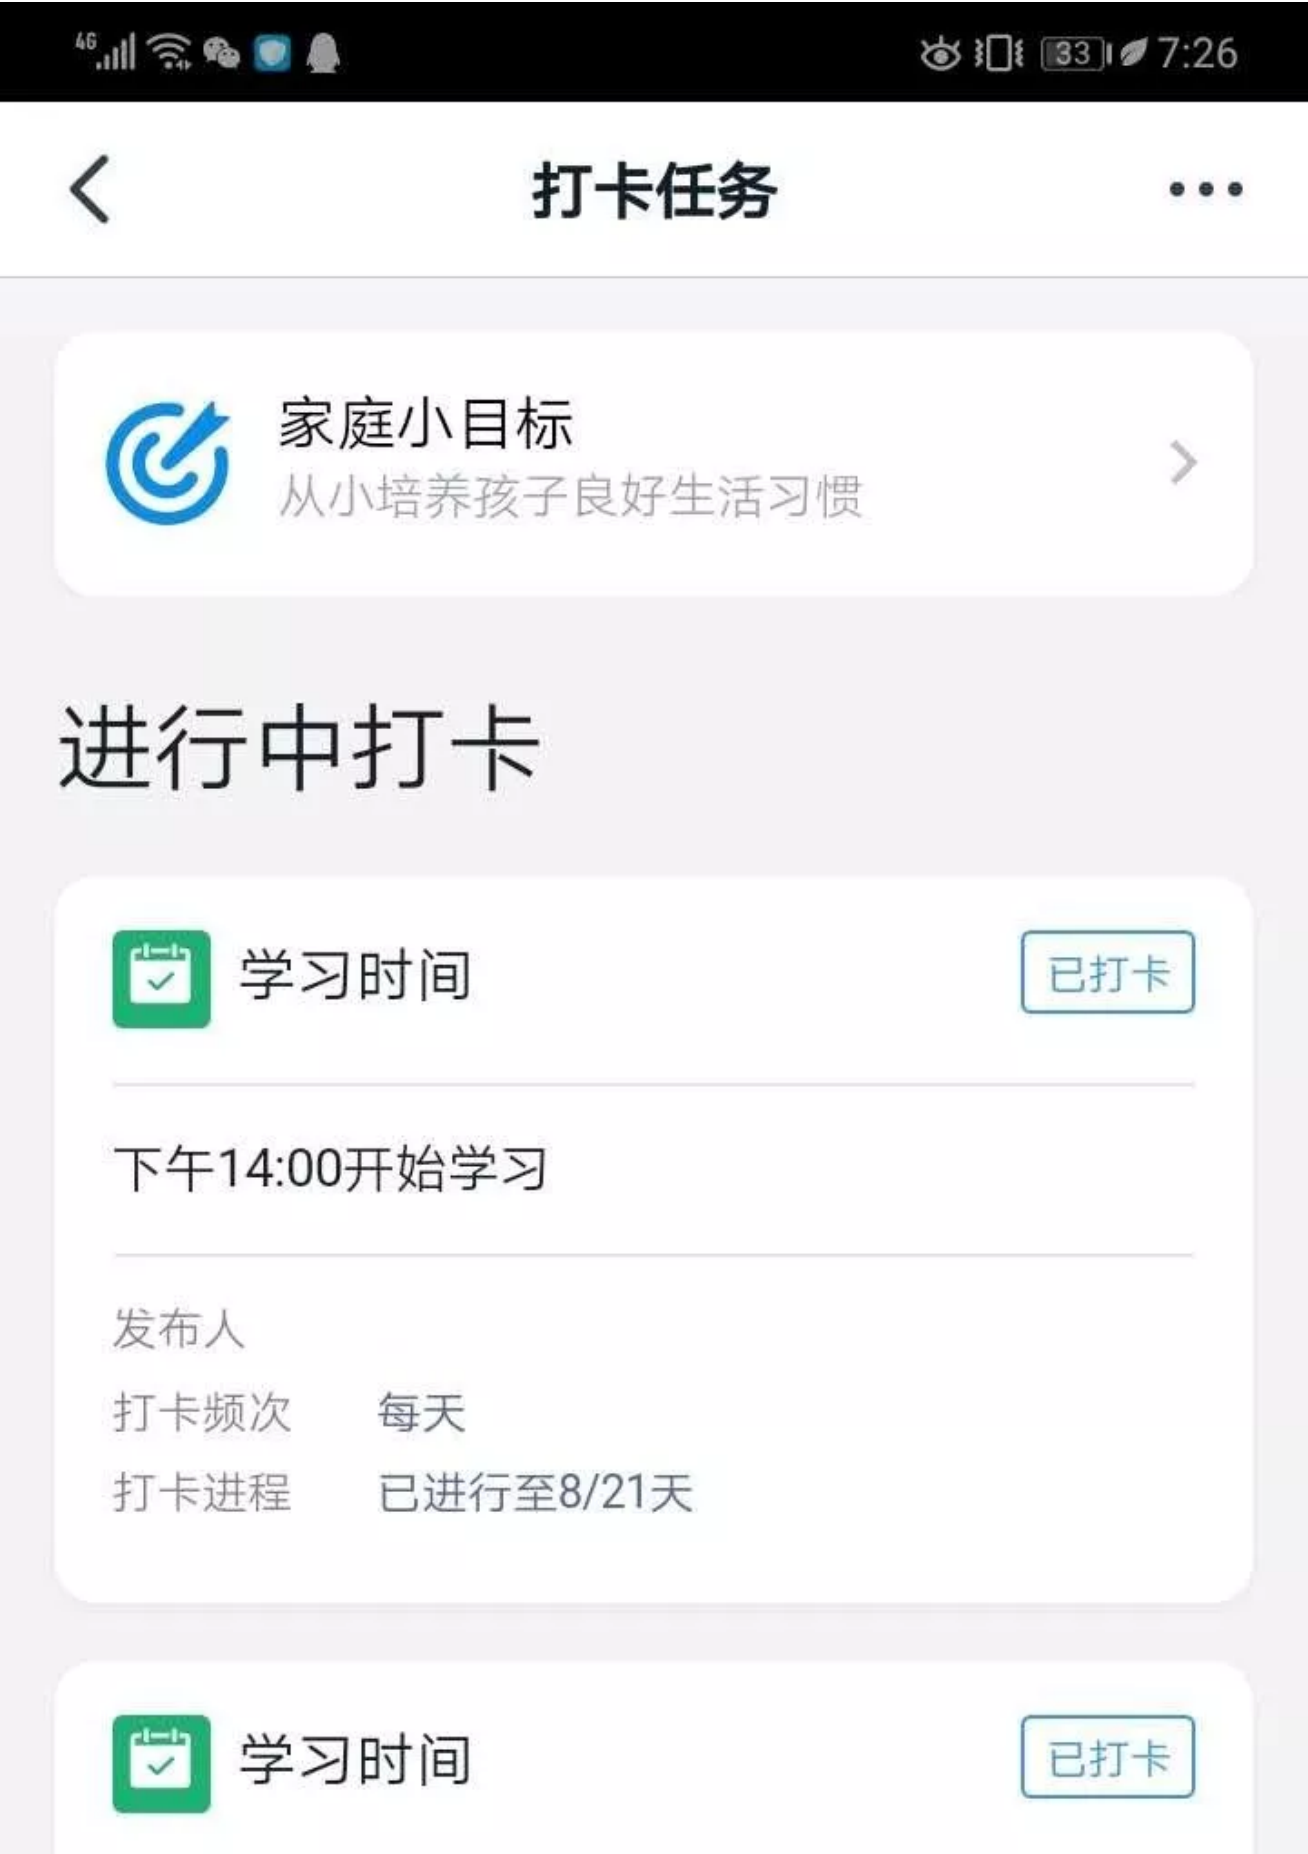 4G 33 7:26
打卡任务
家庭小目标
从小培养孩子良好生活习惯
进行中打卡
学习时间 已打卡
下午14:00开始学习
发布人
打卡频次 每天
打卡进程 已进行至8/21天
学习时间 已打卡